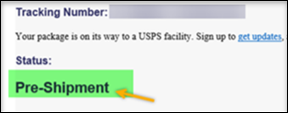 Tracking Number:
Your package is on its way to a USPS facility. Sign up to get updates,
Status:
Pre-Shipment